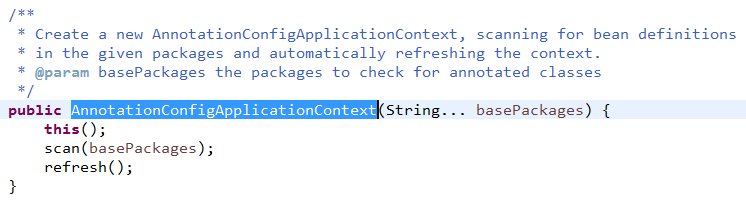 /**
 * Create a new AnnotationConfigApplicationContext, scanning for bean definitions
 * in the given packages and automatically refreshing the context.
 * @param basePackages the packages to check for annotated classes
 */
public AnnotationConfigApplicationContext(String... basePackages) {
    this();
    scan(basePackages);
    refresh();
}